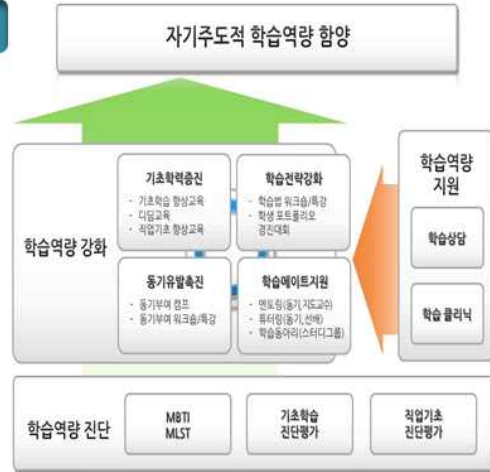 자기주도적 학습역량 함양
학습역량 강화
기초학력증진
- 기초학습 향상교육
- 디딤교육
- 직업기초 향상교육
학습전략강화
- 학습법 워크숍/특강
- 학생 포트폴리오
경진대회
동기유발촉진
- 동기부여 캠프
- 동기부여 워크숍/특강
학습메이트지원
- 멘토링(동기,지도교수)
- 튜터링(동기,선배)
- 학습동아리(스터디그룹)
학습역량
지원
학습상담
학습 클리닉
학습역량 진단
MBTI
MLST
기초학습
진단평가
직업기초
진단평가